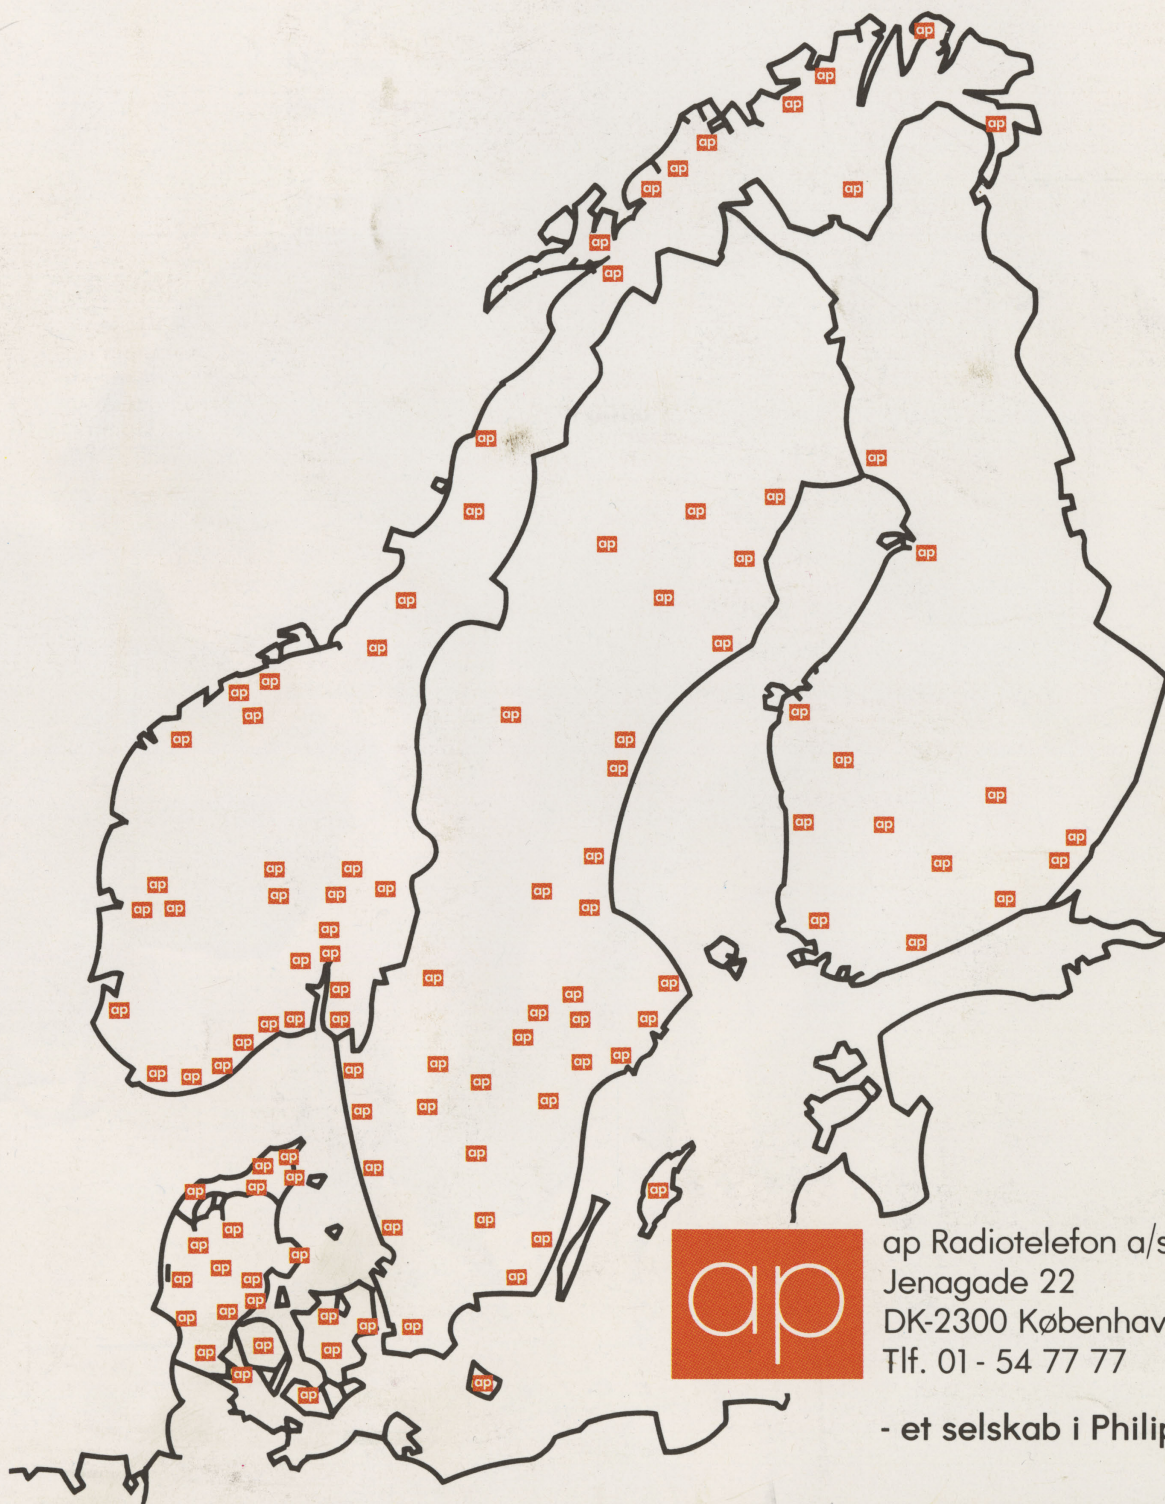 ap
ap Radiotelefon a/s
Jenagade 22
DK-2300 Københav
Tlf. 01 - 54 77 77
- et selskab i Philip